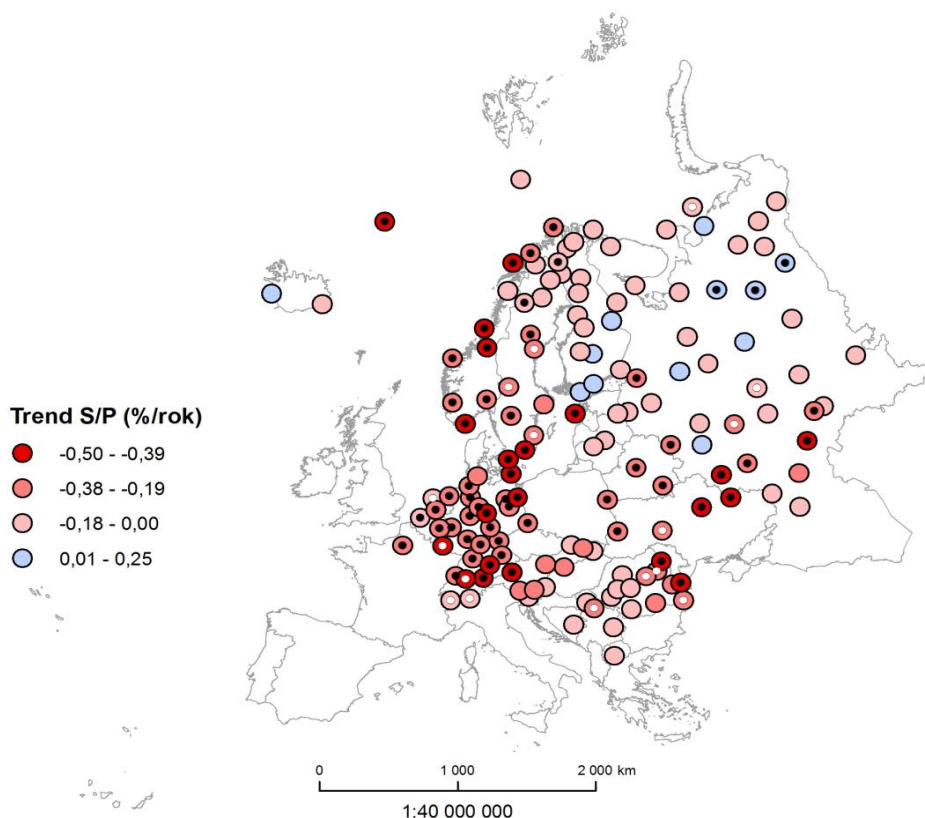 Trend S/P (%/rok)
-0,50 - -0,39
-0,38 - -0,19
-0,18 - 0,00
0,01 - 0,25
0 1 000 2 000 km
1:40 000 000